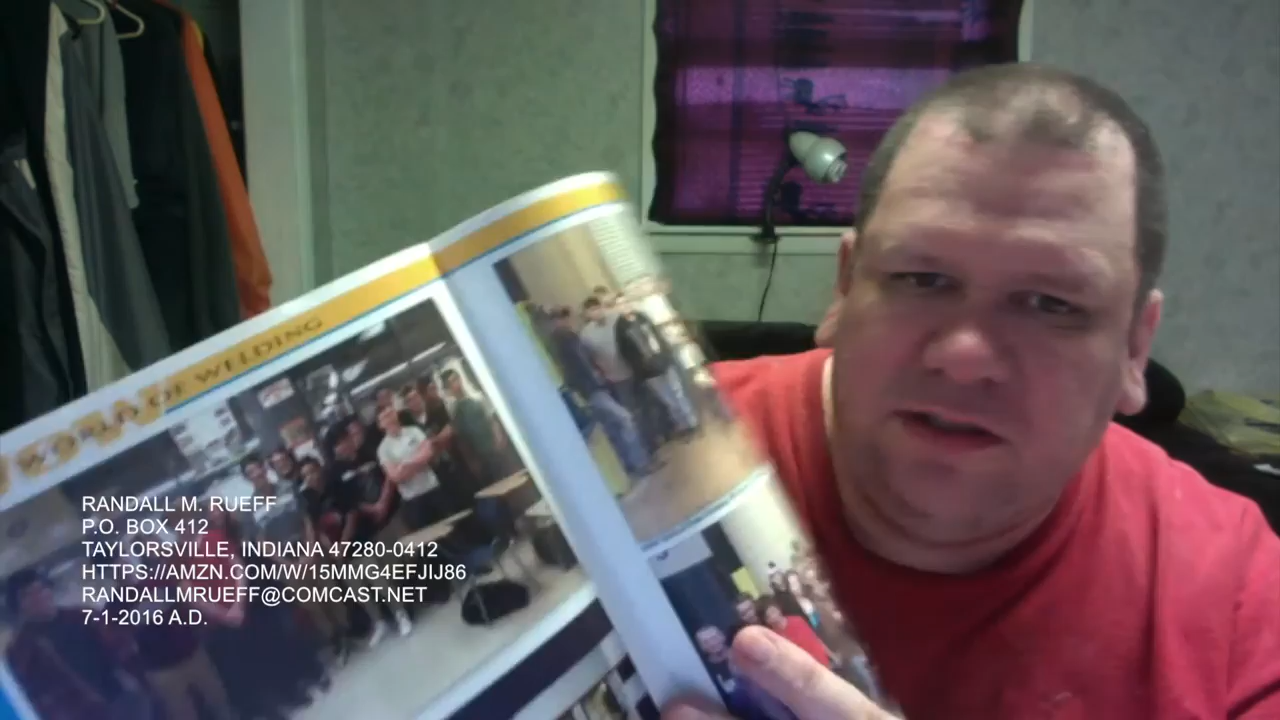 OF WELDING
RANDALL M. RUEFF
P.O. BOX 412
TAYLORSVILLE, INDIANA 47280-0412
HTTPS://AMZN.COM/W/15MMG4EFJIJ86
RANDALLMRUEFF@COMCAST.NET
7-1-2016 A.D.